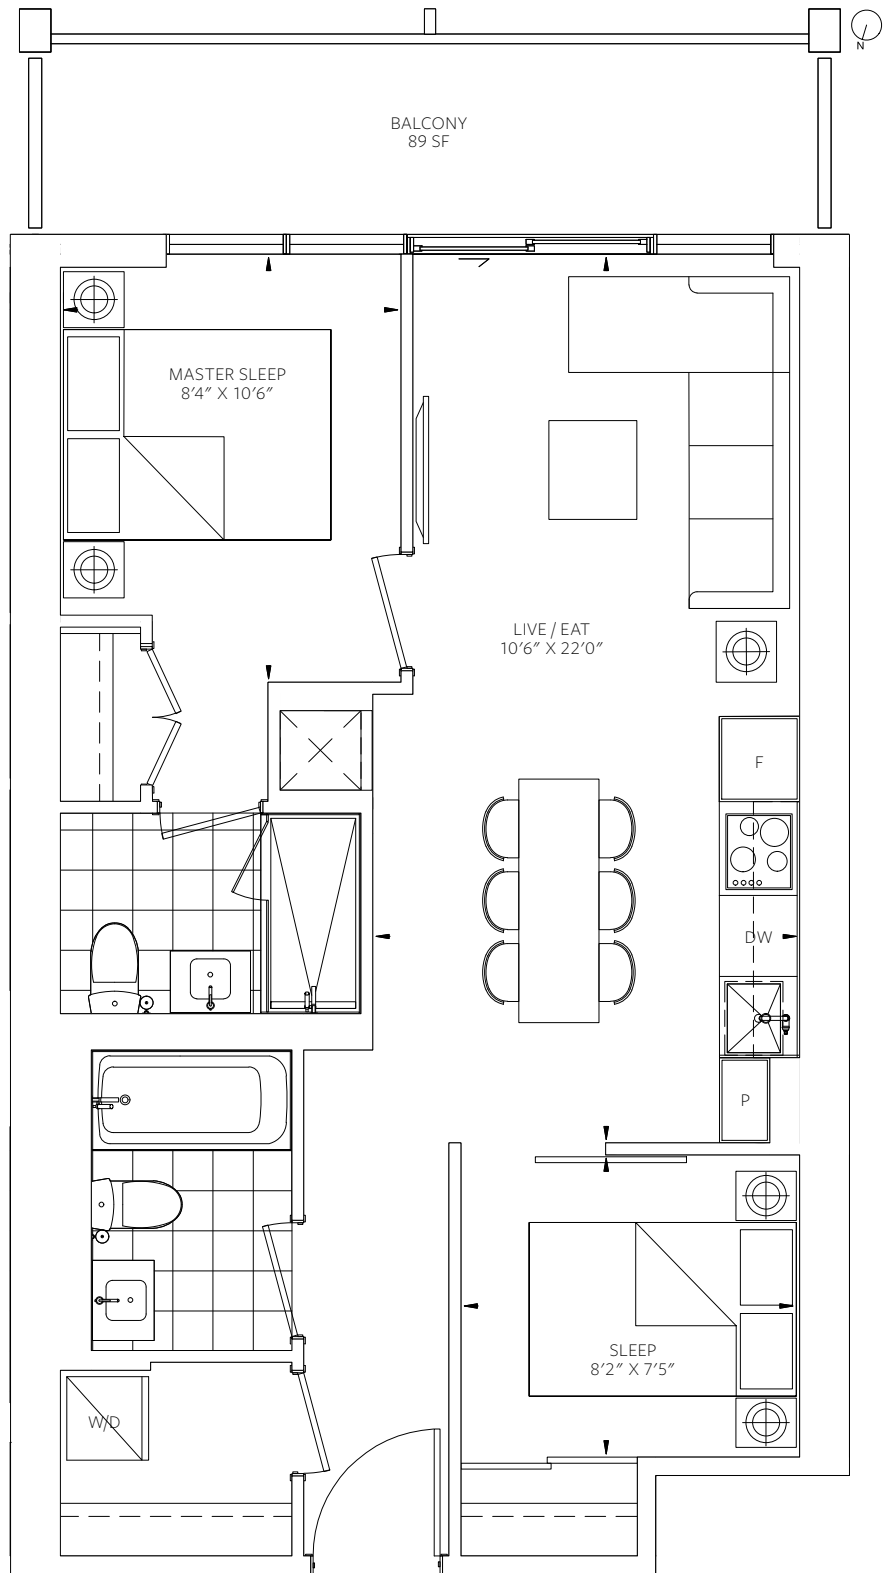 N
BALCONY
89 SF
MASTER SLEEP
8'4" X 10'6"
LIVE / EAT
10'6" X 22'0"
F
DW
P
SLEEP
8'2" X 7'5"
W/D